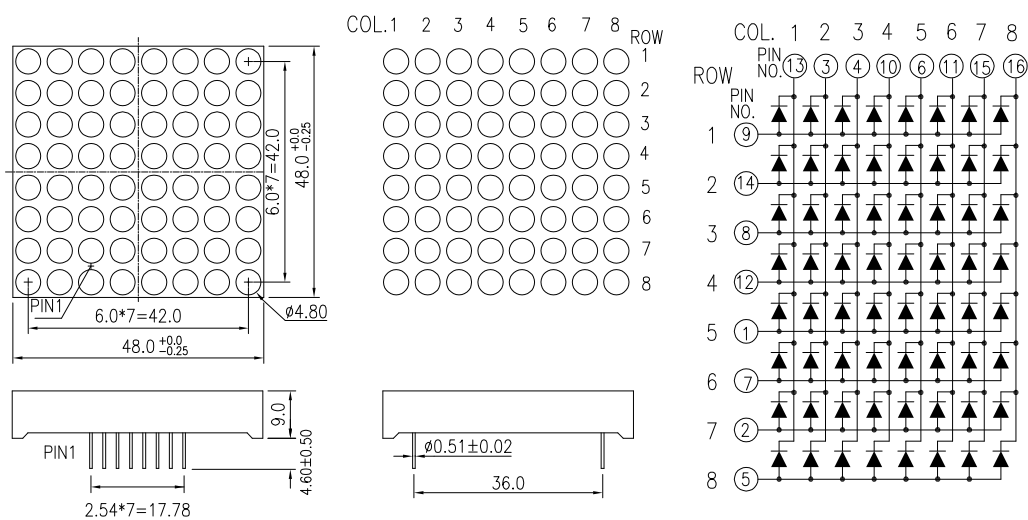 6.0*7=42.0
48.0 +0.0 -0.25
PIN1
ø4.80
6.0*7=42.0
48.0 +0.0 -0.25
COL. 1 2 3 4 5 6 7 8
ROW
1
2
3
4
5
6
7
8
COL. 1 2 3 4 5 6 7 8
PIN NO. 13 3 4 10 6 11 15 16
ROW
PIN
NO.
1 9
2 14
3 8
4 12
5 1
6 7
7 2
8 5
9.0
PIN1
4.60±0.50
2.54*7=17.78
ø0.51±0.02
36.0